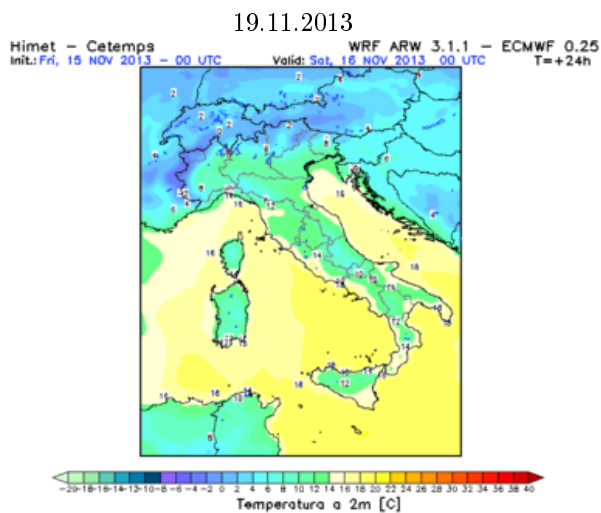 19.11.2013
Himet - Cetemps WRF ARW 3.1.1 - ECMWF 0.25
Init.: Fri, 15 NOV 2013 - 00 UTC Valid: Sat, 16 NOV 2013 00 UTC T=+24h
-20-18-16-14-12-10-8 -6 -4 -2 0 2 4 6 8 10 12 14 16 18 20 22 24 26 28 30 32 34 36 38 40
Temperatura a 2m [C]